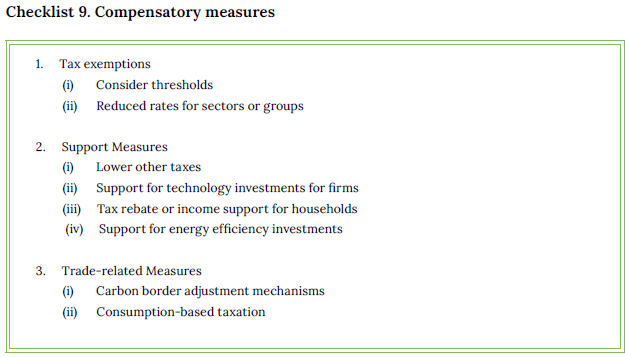 Checklist 9. Compensatory measures
1. Tax exemptions
(i) Consider thresholds
(ii) Reduced rates for sectors or groups
2. Support Measures
(i) Lower other taxes
(ii) Support for technology investments for firms
(iii) Tax rebate or income support for households
(iv) Support for energy efficiency investments
3. Trade-related Measures
(i) Carbon border adjustment mechanisms
(ii) Consumption-based taxation